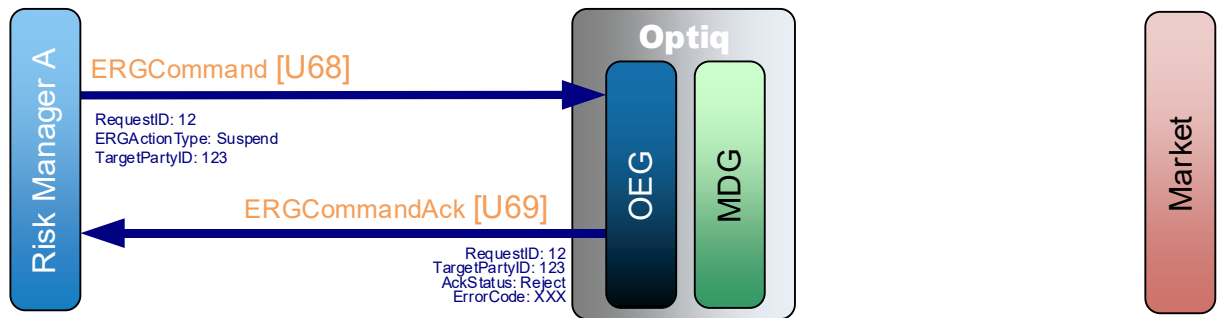 Risk Manager A
ERGCommand [U68]
RequestID: 12
ERGActionType: Suspend
TargetPartyID: 123
ERGCommandAck [U69]
RequestID: 12
TargetPartyID: 123
AckStatus: Reject
ErrorCode: XXX
Optiq
OEG
MDG
Market